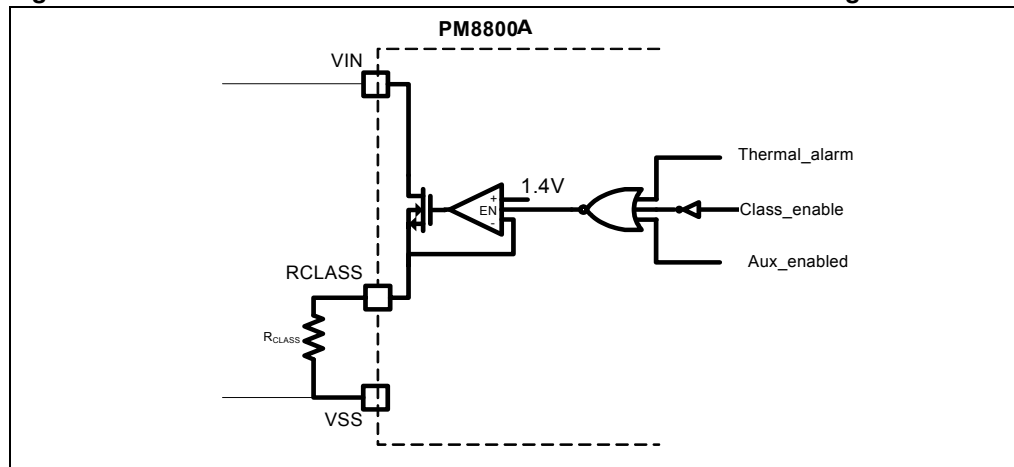 PM8800A
VIN
Thermal_alarm
1.4V
+
EN
-
Class_enable
Aux_enabled
RCLASS
RCLASS
VSS